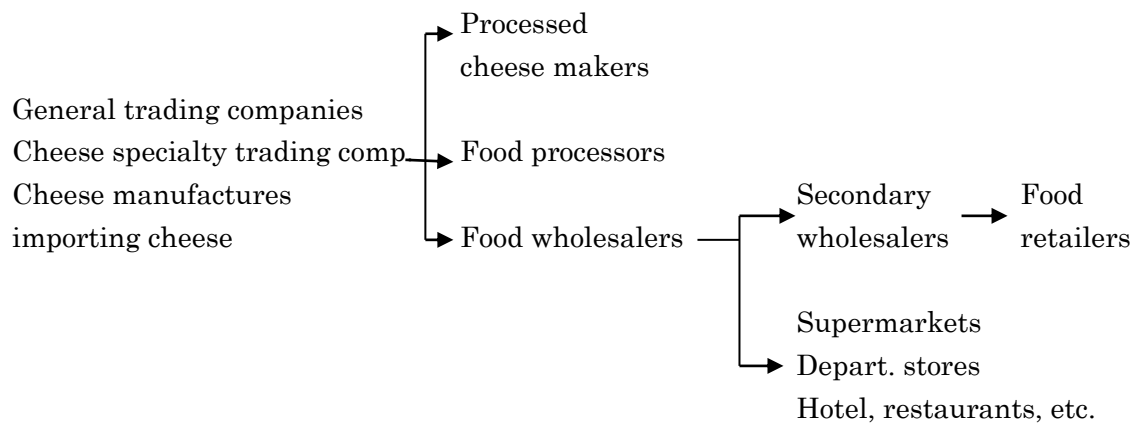 Processed
cheese makers
General trading companies
Cheese specialty trading comp.
Food processors
Cheese manufactures
importing cheese
Food wholesalers
Secondary
wholesalers
Food
retailers
Supermarkets
Depart. stores
Hotel, restaurants, etc.